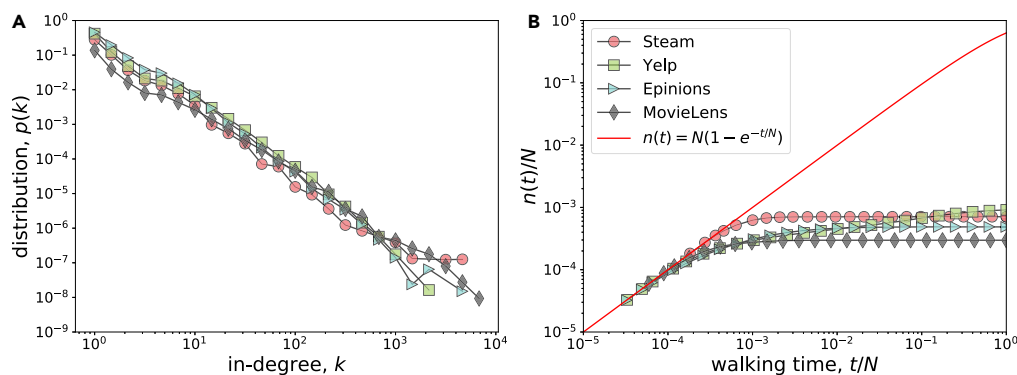 A
distribution, p(k)
10^0
10^-1
10^-2
10^-3
10^-4
10^-5
10^-6
10^-7
10^-8
10^-9
10^0 10^1 10^2 10^3 10^4
in-degree, k
B
n(t)/N
10^0
10^-1
10^-2
10^-3
10^-4
10^-5
Steam
Yelp
Epinions
MovieLens
n(t) = N(1 − e^{−t/N})
10^-5 10^-4 10^-3 10^-2 10^-1 10^0
walking time, t/N